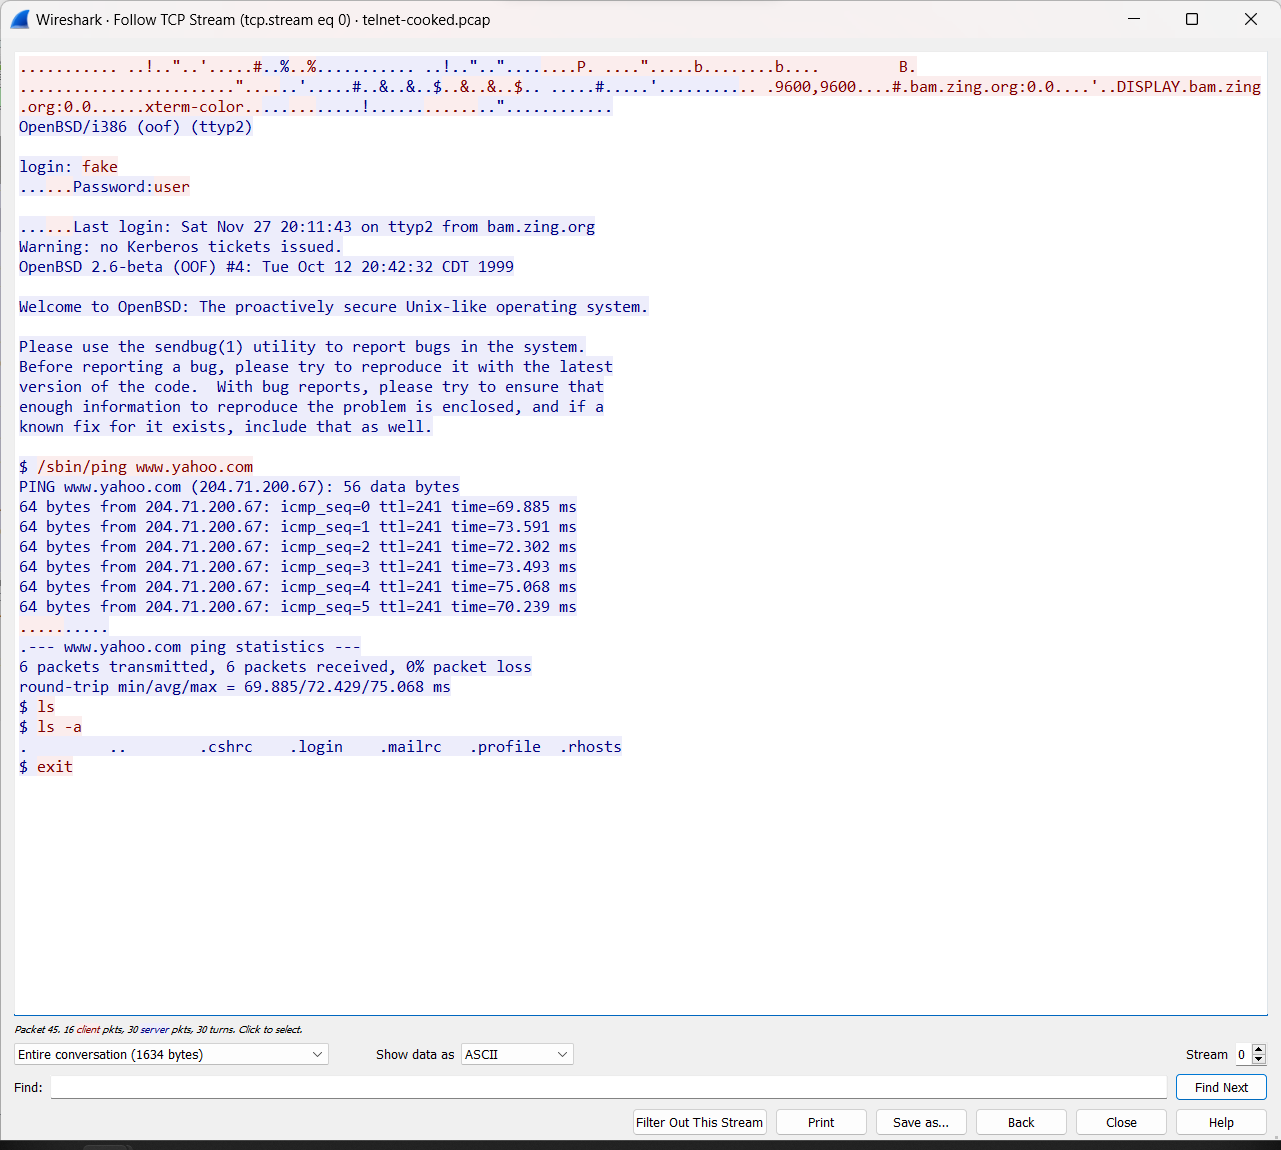 Wireshark · Follow TCP Stream (tcp.stream eq 0) · telnet-cooked.pcap
........... ..!.."..'.....#..%..%........... ..!..".."........P. ....".....b........b.... B.
........................"......'.....#..&..&..$..&..&..$.. .....#.....'........... .9600,9600....#.bam.zing.org:0.0....'..DISPLAY.bam.zing
.org:0.0......xterm-color.............!.............."............
OpenBSD/i386 (oof) (ttyp2)
login: fake
......Password:user
......Last login: Sat Nov 27 20:11:43 on ttyp2 from bam.zing.org
Warning: no Kerberos tickets issued.
OpenBSD 2.6-beta (OOF) #4: Tue Oct 12 20:42:32 CDT 1999
Welcome to OpenBSD: The proactively secure Unix-like operating system.
Please use the sendbug(1) utility to report bugs in the system.
Before reporting a bug, please try to reproduce it with the latest
version of the code.  With bug reports, please try to ensure that
enough information to reproduce the problem is enclosed, and if a
known fix for it exists, include that as well.
$ /sbin/ping www.yahoo.com
PING www.yahoo.com (204.71.200.67): 56 data bytes
64 bytes from 204.71.200.67: icmp_seq=0 ttl=241 time=69.885 ms
64 bytes from 204.71.200.67: icmp_seq=1 ttl=241 time=73.591 ms
64 bytes from 204.71.200.67: icmp_seq=2 ttl=241 time=72.302 ms
64 bytes from 204.71.200.67: icmp_seq=3 ttl=241 time=73.493 ms
64 bytes from 204.71.200.67: icmp_seq=4 ttl=241 time=75.068 ms
64 bytes from 204.71.200.67: icmp_seq=5 ttl=241 time=70.239 ms
..........
.--- www.yahoo.com ping statistics ---
6 packets transmitted, 6 packets received, 0% packet loss
round-trip min/avg/max = 69.885/72.429/75.068 ms
$ ls
$ ls -a
. .. .cshrc .login .mailrc .profile .rhosts
$ exit
Packet 45. 16 client pkts, 30 server pkts, 30 turns. Click to select.
Entire conversation (1634 bytes) Show data as ASCII Stream 0
Find: Find Next
Filter Out This Stream Print Save as... Back Close Help